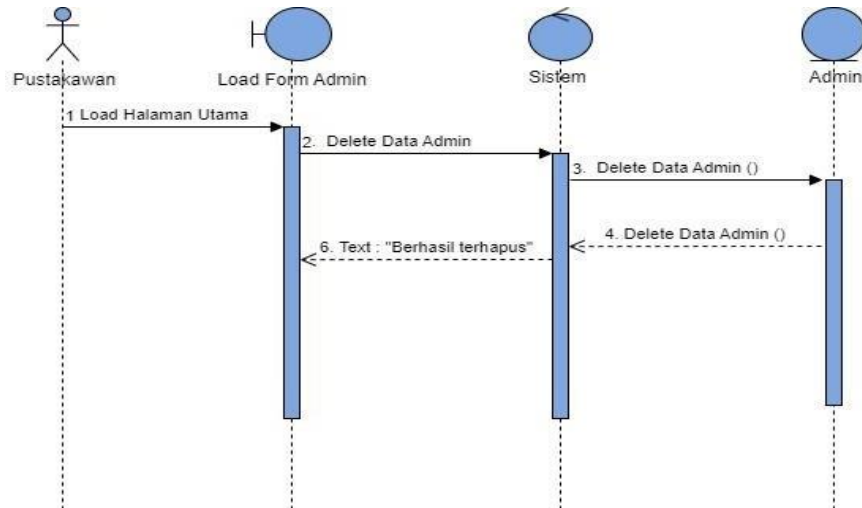 Pustakawan
Load Form Admin
Sistem
Admin
1 Load Halaman Utama
2. Delete Data Admin
3. Delete Data Admin ()
4. Delete Data Admin ()
6. Text : "Berhasil terhapus"